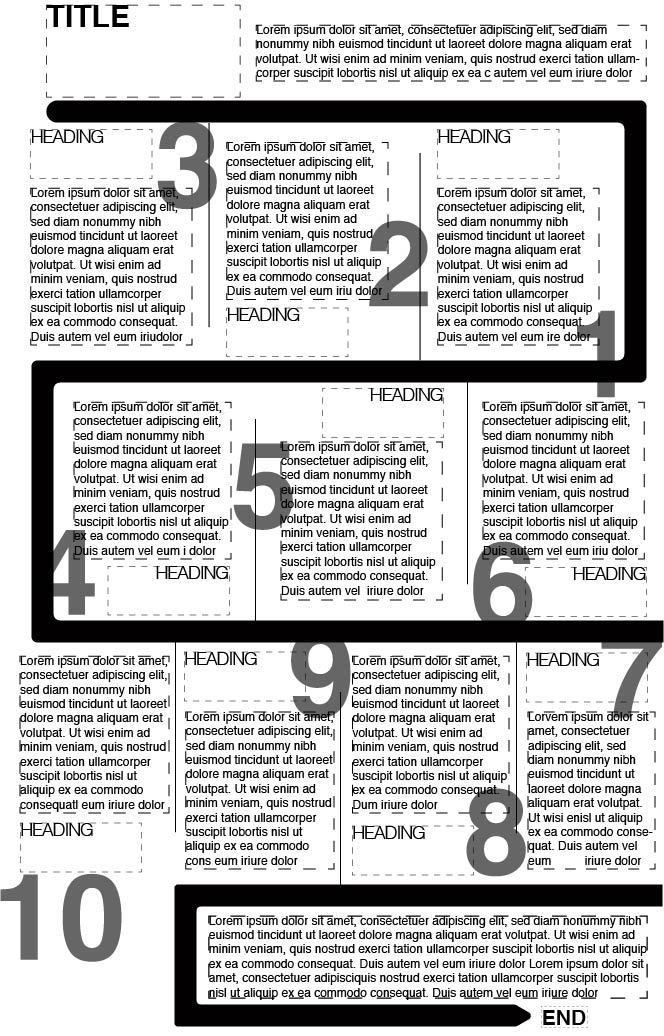 TITLE
Lorem ipsum dolor sit amet, consectetuer adipiscing elit, sed diam
nonummy nibh euismod tincidunt ut laoreet dolore magna aliquam erat
volutpat. Ut wisi enim ad minim veniam, quis nostrud exerci tation ullam-
corper suscipit lobortis nisl ut aliquip ex ea c autem vel eum iriure dolor
HEADING
3
Lorem ipsum dolor sit amet,
consectetuer adipiscing elit,
sed diam nonummy nibh
euismod tincidunt ut laoreet
dolore magna aliquam erat
volutpat. Ut wisi enim ad
minim veniam, quis nostrud
exerci tation ullamcorper
suscipit lobortis nisl ut aliquip
ex ea commodo consequat.
Duis autem vel eum iriudolor
Lorem ipsum dolor sit amet,
consectetuer adipiscing elit,
sed diam nonummy nibh
euismod tincidunt ut laoreet
dolore magna aliquam erat
volutpat. Ut wisi enim ad
minim veniam, quis nostrud
exerci tation ullamcorper
suscipit lobortis nisl ut aliquip
ex ea commodo consequat.
Duis autem vel eum iriu dolor
2
HEADING
HEADING
Lorem ipsum dolor sit amet,
consectetuer adipiscing elit,
sed diam nonummy nibh
euismod tincidunt ut laoreet
dolore magna aliquam erat
volutpat. Ut wisi enim ad
minim veniam, quis nostrud
exerci tation ullamcorper
suscipit lobortis nisl ut aliquip
ex ea commodo consequat.
Duis autem vel eum ire dolor
1
Lorem ipsum dolor sit amet,
consectetuer adipiscing elit,
sed diam nonummy nibh
euismod tincidunt ut laoreet
dolore magna aliquam erat
volutpat. Ut wisi enim ad
minim veniam, quis nostrud
exerci tation ullamcorper
suscipit lobortis nisl ut aliquip
ex ea commodo consequat.
Duis autem vel eum i dolor
4
HEADING
HEADING
5
Lorem ipsum dolor sit amet,
consectetuer adipiscing elit,
sed diam nonummy nibh
euismod tincidunt ut laoreet
dolore magna aliquam erat
volutpat. Ut wisi enim ad
minim veniam, quis nostrud
exerci tation ullamcorper
suscipit lobortis nisl ut aliquip
ex ea commodo consequat.
Duis autem vel iriure dolor
Lorem ipsum dolor sit amet,
consectetuer adipiscing elit,
sed diam nonummy nibh
euismod tincidunt ut laoreet
dolore magna aliquam erat
volutpat. Ut wisi enim ad
minim veniam, quis nostrud
exerci tation ullamcorper
suscipit lobortis nisl ut aliquip
ex ea commodo consequat.
Duis autem vel eum iriu dolor
6
HEADING
Lorem ipsum dolor sit amet,
consectetuer adipiscing elit,
sed diam nonummy nibh
euismod tincidunt ut laoreet
dolore magna aliquam erat
volutpat. Ut wisi enim ad
minim veniam, quis nostrud
exerci tation ullamcorper
suscipit lobortis nisl ut
aliquip ex ea commodo
consequatl eum iriure dolor
HEADING
10
HEADING
9
Lorem ipsum dolor sit amet,
consectetuer adipiscing elit,
sed diam nonummy nibh
euismod tincidunt ut laoreet
dolore magna aliquam erat
volutpat. Ut wisi enim ad
minim veniam, quis nostrud
exerci tation ullamcorper
suscipit lobortis nisl ut
aliquip ex ea commodo
cons eum iriure dolor
Lorem ipsum dolor sit amet,
consectetuer adipiscing elit,
sed diam nonummy nibh
euismod tincidunt ut laoreet
dolore magna aliquam erat
volutpat. Ut wisi enim ad
minim veniam, quis nostrud
exerci tation ullamcorper
suscipit lobortis nisl ut aliquip
ex ea commodo consequat.
Dum iriure dolor
8
HEADING
HEADING
7
Lorvem ipsum dolor sit
amet, consectetuer
adipiscing elit, sed
diam nonummy nibh
euismod tincidunt ut
laoreet dolore magna
aliquam erat volutpat.
Ut wisi enisl ut aliquip
ex ea commodo conse-
quat. Duis autem vel
eum iriure dolor
Lorem ipsum dolor sit amet, consectetuer adipiscing elit, sed diam nonummy nibh
euismod tincidunt ut laoreet dolore magna aliquam erat volutpat. Ut wisi enim ad
minim veniam, quis nostrud exerci tation ullamcorper suscipit lobortis nisl ut aliquip
ex ea commodo consequat. Duis autem vel eum iriure dolor Lorem ipsum dolor sit
amet, consectetuer adipisciquis nostrud exerci tation ullamcorper suscipit lobortis
nisl ut aliquip ex ea commodo consequat. Duis autem vel eum iriure dolor
END